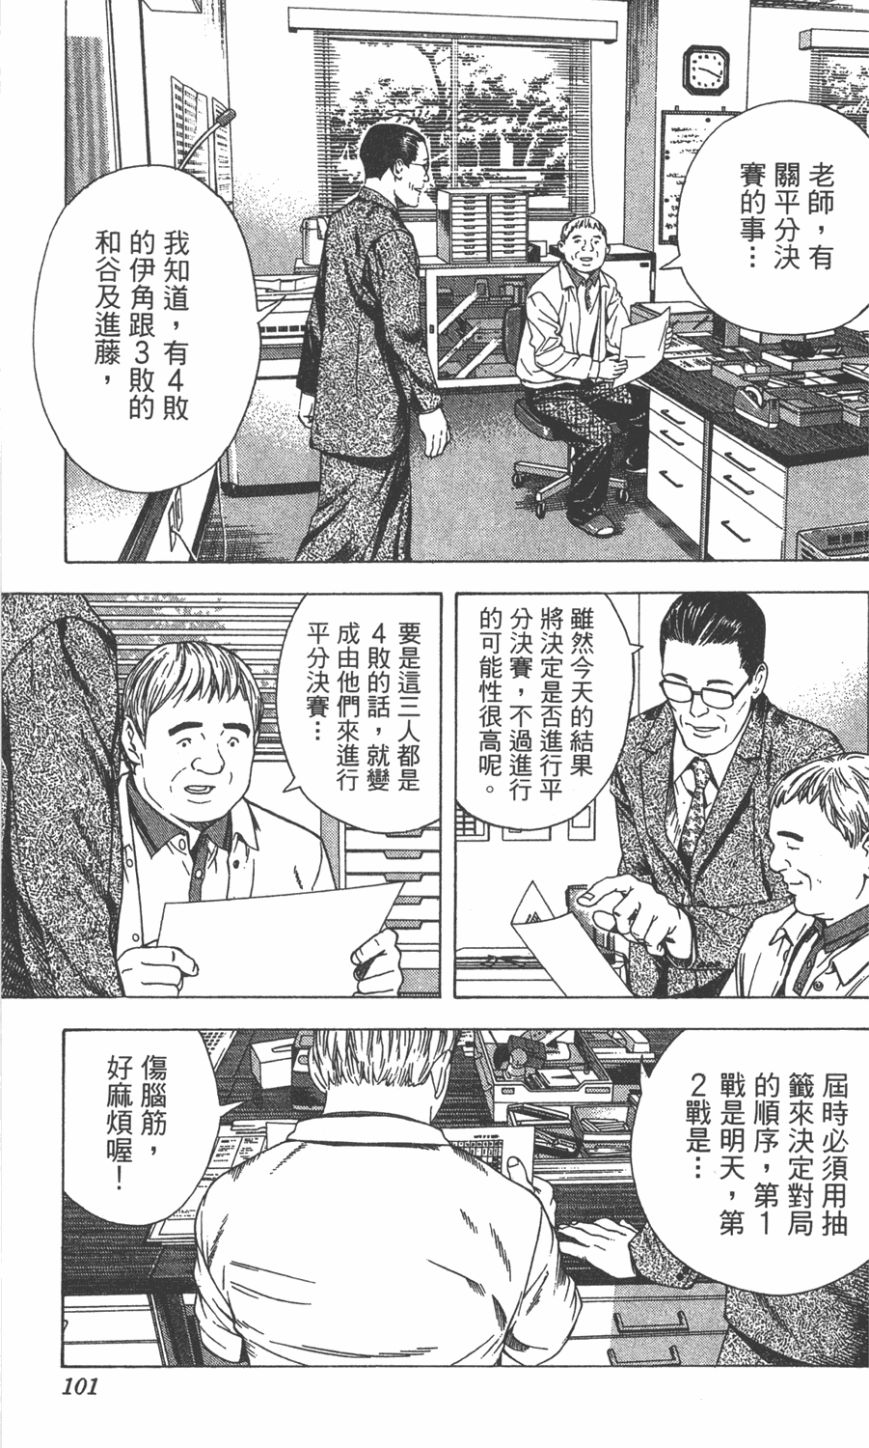 老師，有
關平分決
賽的事…
我知道，有4敗
的伊角跟3敗的
和谷及進藤，
雖然今天的結果
將決定是否進行平
分決賽，不過進行
的可能性很高呢。
要是這三人都是
4敗的話，就變
成由他們來進行
平分決賽…
屆時必須用抽
籤來決定對局
的順序，第1
戰是明天，第
2戰是…
傷腦筋，
好麻煩喔！
101